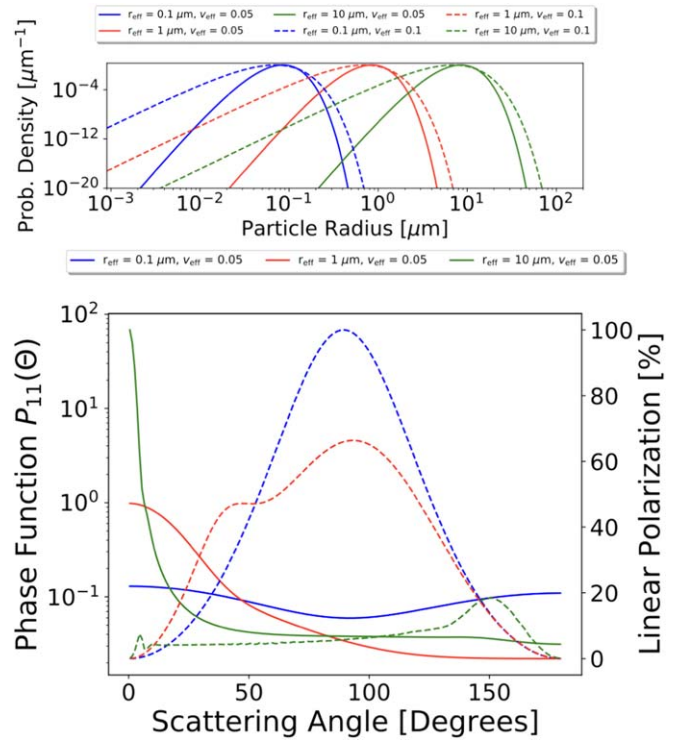 r_eff = 0.1 μm, v_eff = 0.05 r_eff = 10 μm, v_eff = 0.05 r_eff = 1 μm, v_eff = 0.1
r_eff = 1 μm, v_eff = 0.05 r_eff = 0.1 μm, v_eff = 0.1 r_eff = 10 μm, v_eff = 0.1
Prob. Density [μm⁻¹]
10⁻⁴
10⁻¹²
10⁻²⁰
10⁻³ 10⁻² 10⁻¹ 10⁰ 10¹ 10²
Particle Radius [μm]
r_eff = 0.1 μm, v_eff = 0.05 r_eff = 1 μm, v_eff = 0.05 r_eff = 10 μm, v_eff = 0.05
Phase Function P₁₁(Θ)
10²
10¹
10⁰
10⁻¹
100
80
60
40
20
0
Linear Polarization [%]
0 50 100 150
Scattering Angle [Degrees]